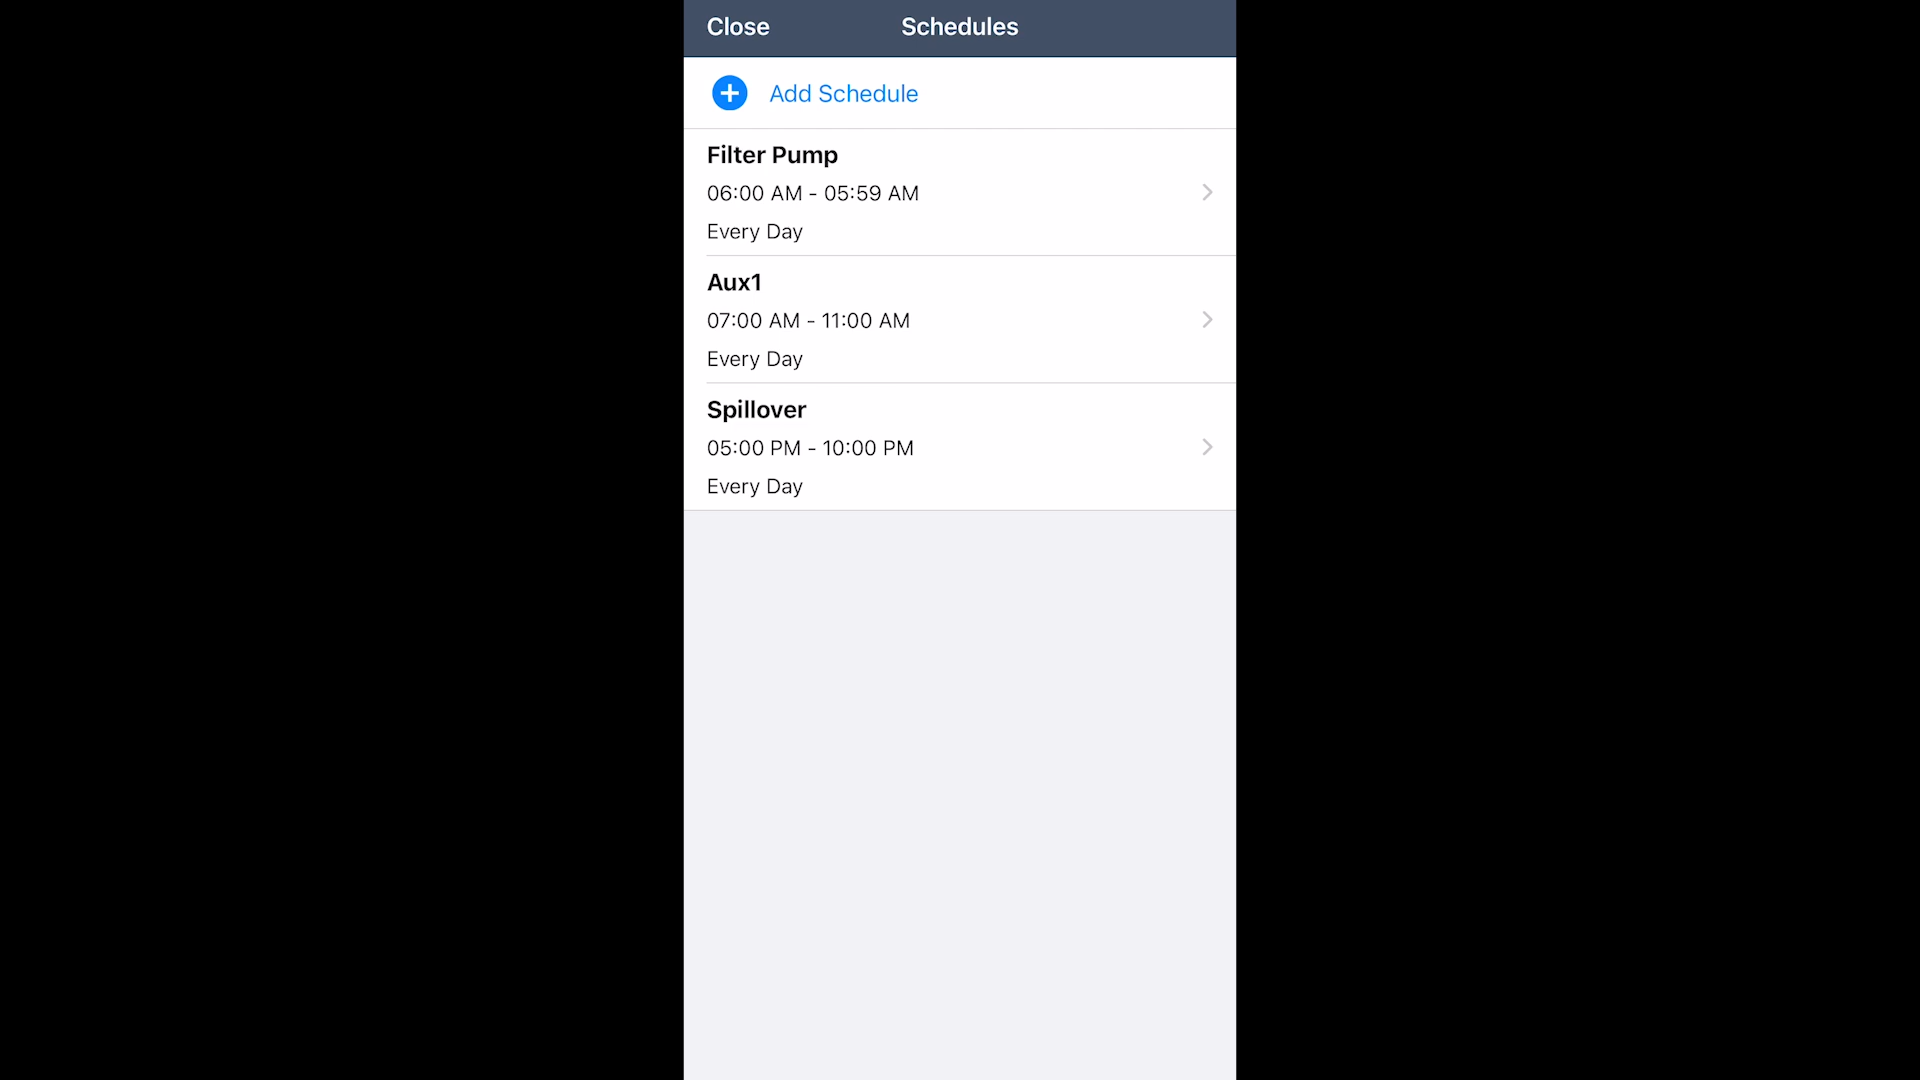 Close
Schedules
Add Schedule
Filter Pump
06:00 AM - 05:59 AM
Every Day
Aux1
07:00 AM - 11:00 AM
Every Day
Spillover
05:00 PM - 10:00 PM
Every Day